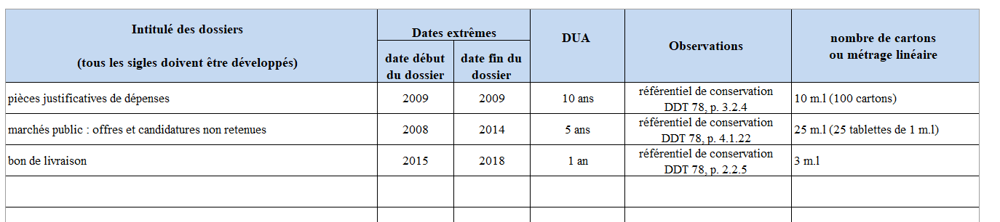 Intitulé des dossiers
(tous les sigles doivent être développés)
Dates extrêmes
date début
du dossier
date fin du
dossier
DUA
Observations
nombre de cartons
ou métrage linéaire
pièces justificatives de dépenses
2009
2009
10 ans
référentiel de conservation
DDT 78, p. 3.2.4
10 m.l (100 cartons)
marchés public : offres et candidatures non retenues
2008
2014
5 ans
référentiel de conservation
DDT 78, p. 4.1.22
25 m.l (25 tablettes de 1 m.l)
bon de livraison
2015
2018
1 an
référentiel de conservation
DDT 78, p. 2.2.5
3 m.l